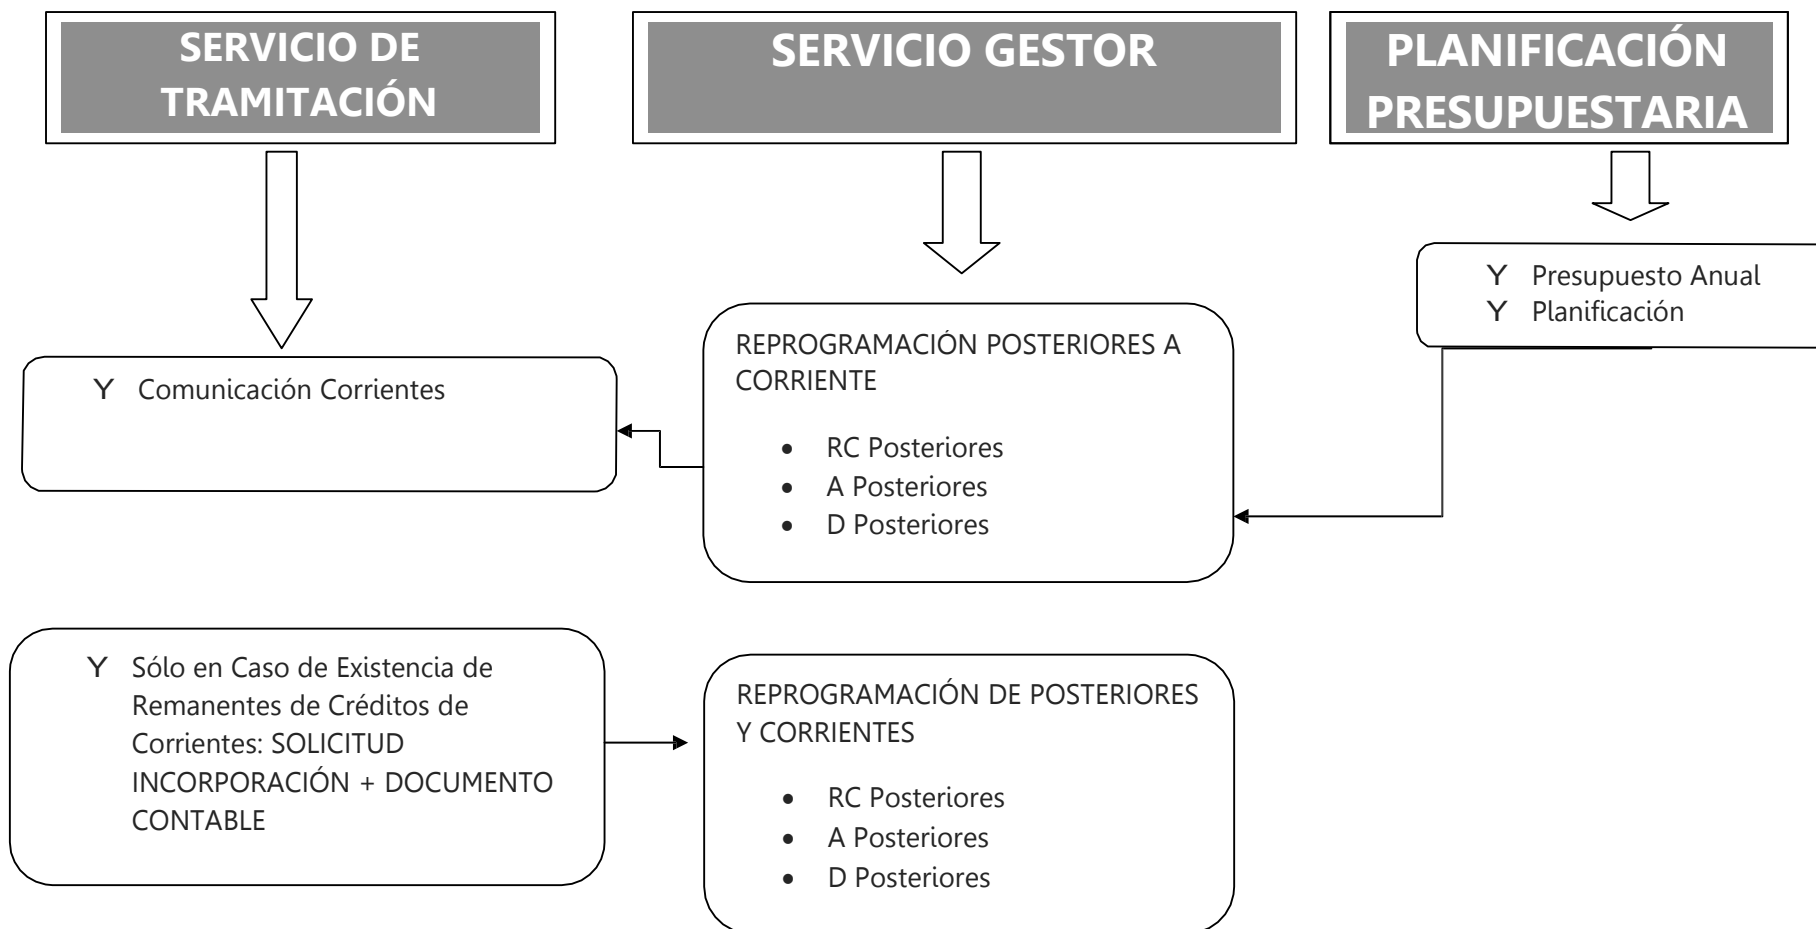 SERVICIO DE
TRAMITACIÓN
SERVICIO GESTOR
PLANIFICACIÓN
PRESUPUESTARIA
Y Presupuesto Anual
Y Planificación
REPROGRAMACIÓN POSTERIORES A
CORRIENTE
• RC Posteriores
• A Posteriores
• D Posteriores
Y Comunicación Corrientes
Y Sólo en Caso de Existencia de
Remanentes de Créditos de
Corrientes: SOLICITUD
INCORPORACIÓN + DOCUMENTO
CONTABLE
REPROGRAMACIÓN DE POSTERIORES
Y CORRIENTES
• RC Posteriores
• A Posteriores
• D Posteriores